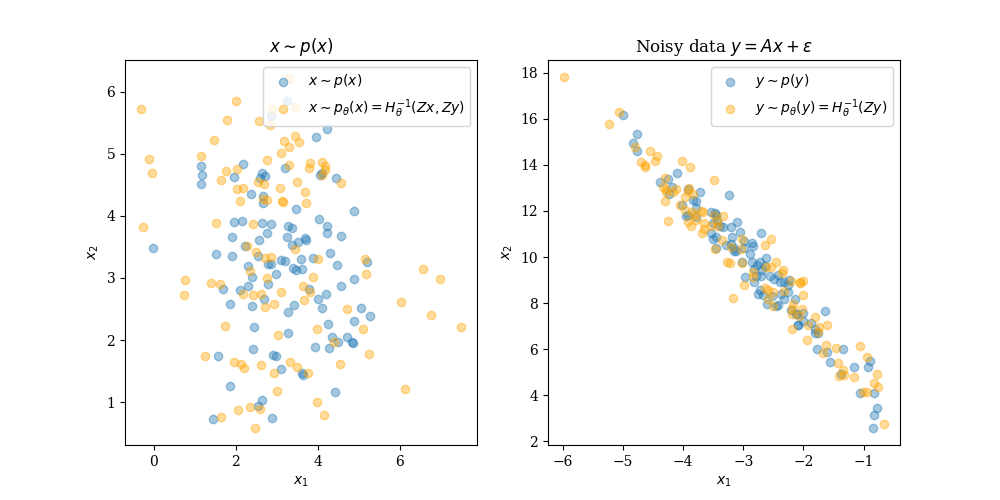 x ∼ p(x)
x ∼ p(x)
x ∼ p_θ(x) = H_θ^{-1}(Zx, Zy)
x_2
6
5
4
3
2
1
0 2 4 6
x_1
Noisy data y = Ax + ε
y ∼ p(y)
y ∼ p_θ(y) = H_θ^{-1}(Zy)
x_2
18
16
14
12
10
8
6
4
2
−6 −5 −4 −3 −2 −1
x_1